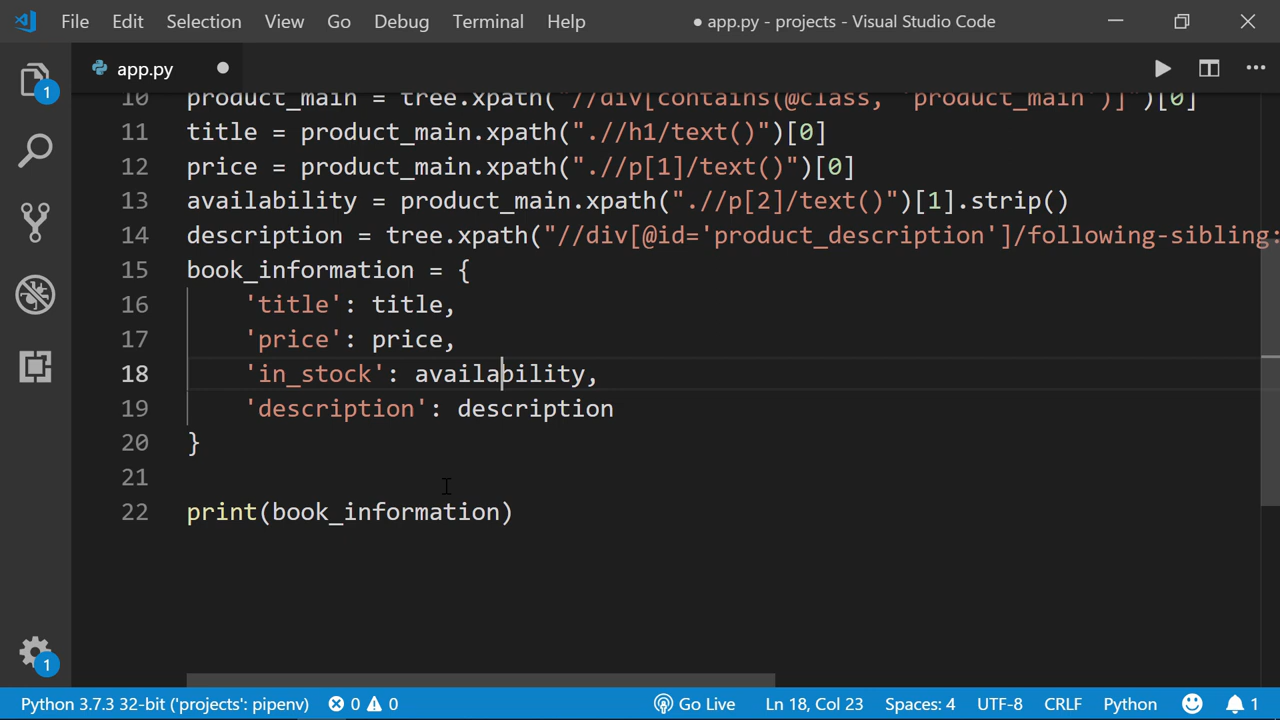 File Edit Selection View Go Debug Terminal Help ● app.py - projects - Visual Studio Code
1
app.py
10 product_main = tree.xpath("//div[contains(@class, 'product_main')]")[0]
11 title = product_main.xpath(".//h1/text()")[0]
12 price = product_main.xpath(".//p[1]/text()")[0]
13 availability = product_main.xpath(".//p[2]/text()")[1].strip()
14 description = tree.xpath("//div[@id='product_description']/following-sibling:
15 book_information = {
16 'title': title,
17 'price': price,
18 'in_stock': availability,
19 'description': description
20 }
21
22 print(book_information)
1
Python 3.7.3 32-bit ('projects': pipenv) 0 0 Go Live Ln 18, Col 23 Spaces: 4 UTF-8 CRLF Python 1